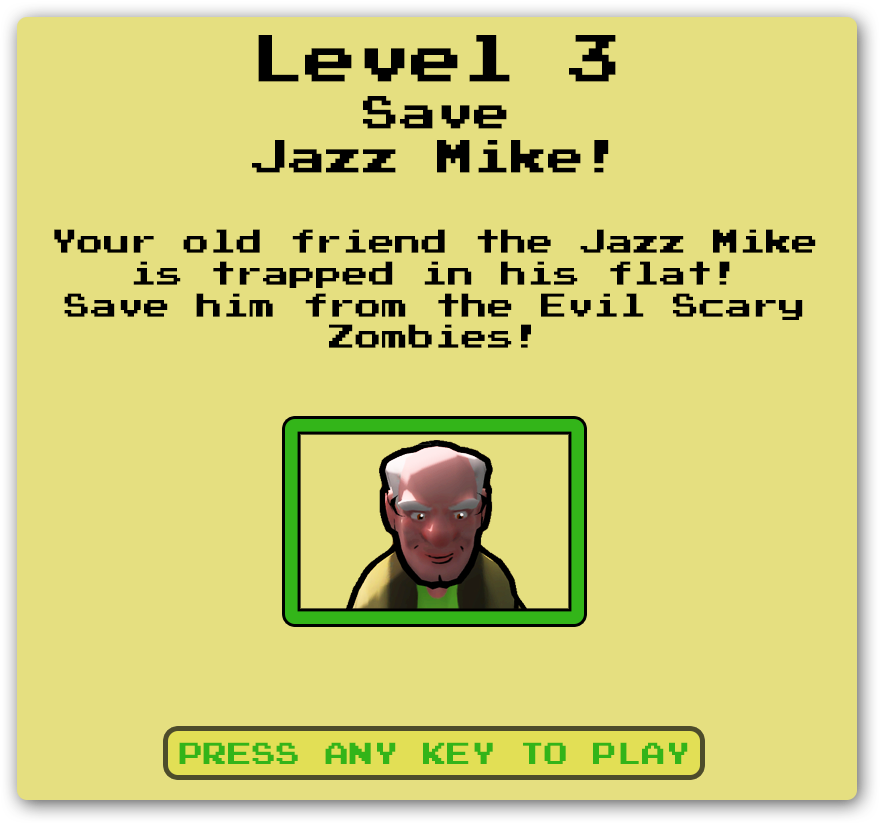 Level 3
Save
Jazz Mike!
Your old friend the Jazz Mike
is trapped in his flat!
Save him from the Evil Scary
Zombies!
PRESS ANY KEY TO PLAY